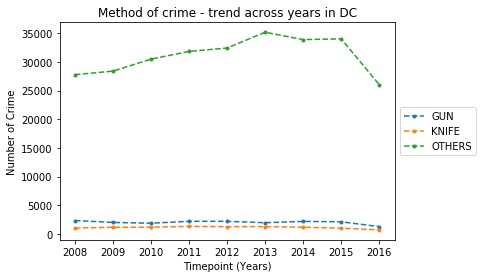 Method of crime - trend across years in DC
Number of Crime
35000
30000
25000
20000
15000
10000
5000
0
2008 2009 2010 2011 2012 2013 2014 2015 2016
Timepoint (Years)
GUN
KNIFE
OTHERS